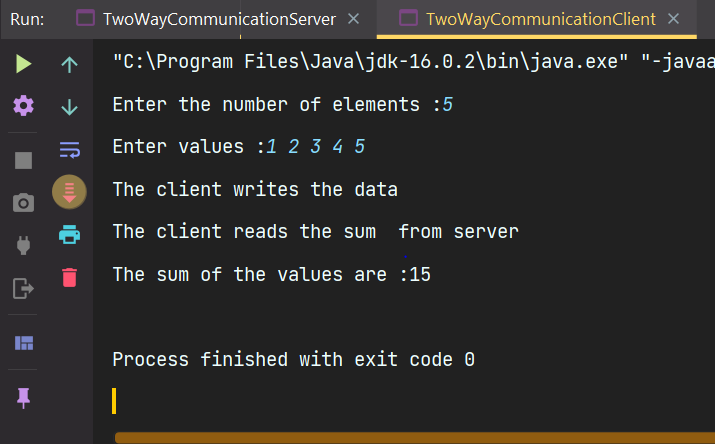 Run: TwoWayCommunicationServer TwoWayCommunicationClient
"C:\Program Files\Java\jdk-16.0.2\bin\java.exe" "-javaa
Enter the number of elements :5
Enter values :1 2 3 4 5
The client writes the data
The client reads the sum  from server
The sum of the values are :15
Process finished with exit code 0